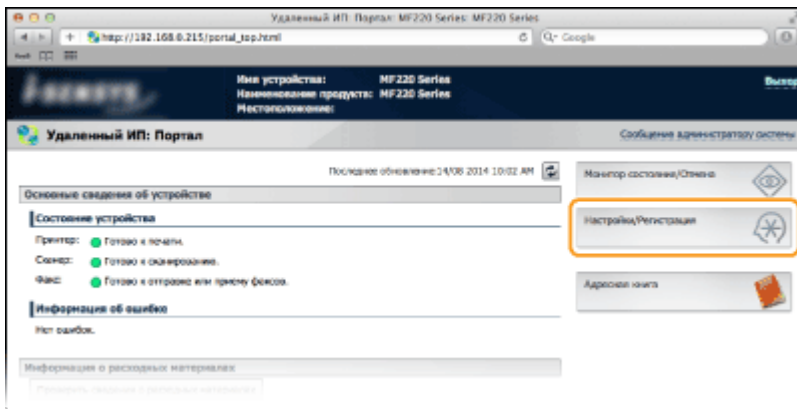 Удаленный ИП: Портал: MF220 Series: MF220 Series
http://192.168.0.215/portal_top.html
Google
Имя устройства: MF220 Series
Наименование продукта: MF220 Series
Местоположение:
Удаленный ИП: Портал
Сообщение администратору системы
Последнее обновление:14/08 2014 10:02 AM
Монитор состояния/Отмена
Основные сведения об устройстве
Состояние устройства
Настройки/Регистрация
Принтер: Готово к печати.
Сканер: Готово к сканированию.
Факс: Готово к отправке или приему факсов.
Адресная книга
Информация об ошибке
Нет ошибок.
Информация о расходных материалах